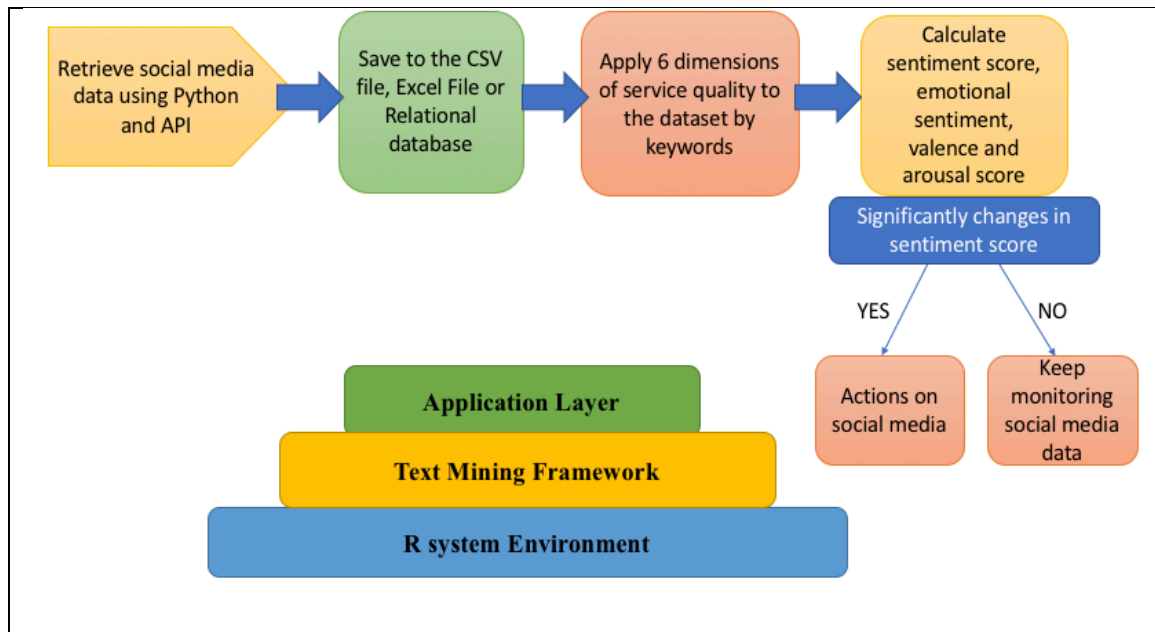 Retrieve social media
data using Python
and API
Save to the CSV
file, Excel File or
Relational
database
Apply 6 dimensions
of service quality to
the dataset by
keywords
Calculate
sentiment score,
emotional
sentiment,
valence and
arousal score
Significantly changes in
sentiment score
YES
NO
Actions on
social media
Keep
monitoring
social media
data
Application Layer
Text Mining Framework
R system Environment